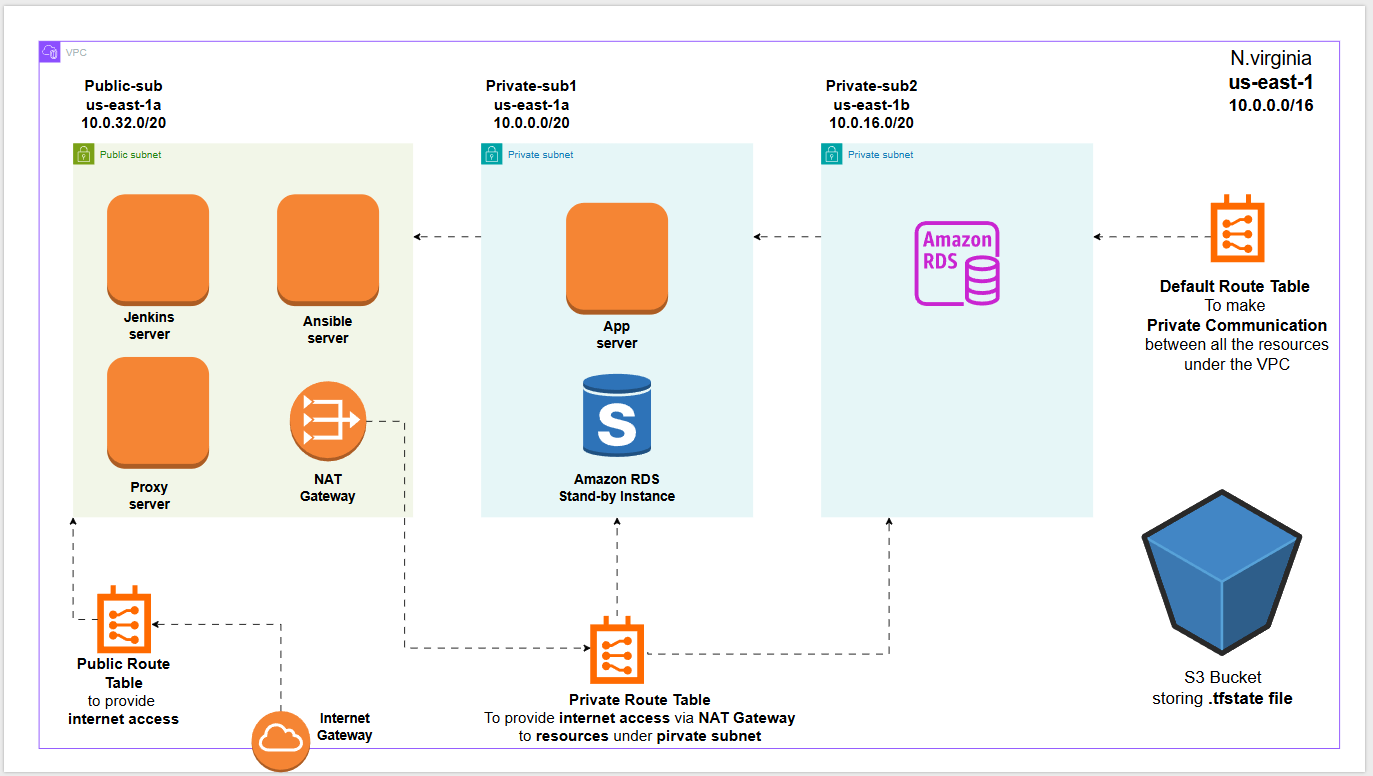 VPC
N.virginia
us-east-1
10.0.0.0/16
Public-sub
us-east-1a
10.0.32.0/20
Private-sub1
us-east-1a
10.0.0.0/20
Private-sub2
us-east-1b
10.0.16.0/20
Public subnet
Private subnet
Private subnet
Jenkins
server
Ansible
server
App
server
Amazon
RDS
Default Route Table
To make
Private Communication
between all the resources
under the VPC
Proxy
server
NAT
Gateway
S
Amazon RDS
Stand-by Instance
Public Route
Table
to provide
internet access
Internet
Gateway
Private Route Table
To provide internet access via NAT Gateway
to resources under pirvate subnet
S3 Bucket
storing .tfstate file